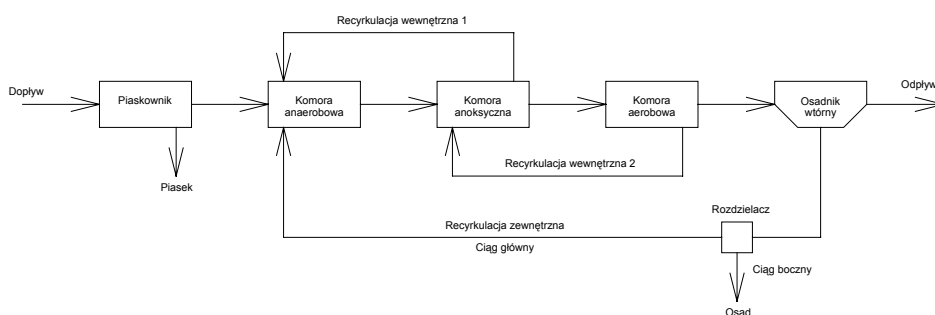 Recyrkulacja wewnętrzna 1
Dopływ
Piaskownik
Komora
anaerobowa
Komora
anoksyczna
Komora
aerobowa
Osadnik
wtórny
Odpływ
Recyrkulacja wewnętrzna 2
Piasek
Rozdzielacz
Recyrkulacja zewnętrzna
Ciąg główny
Ciąg boczny
Osad